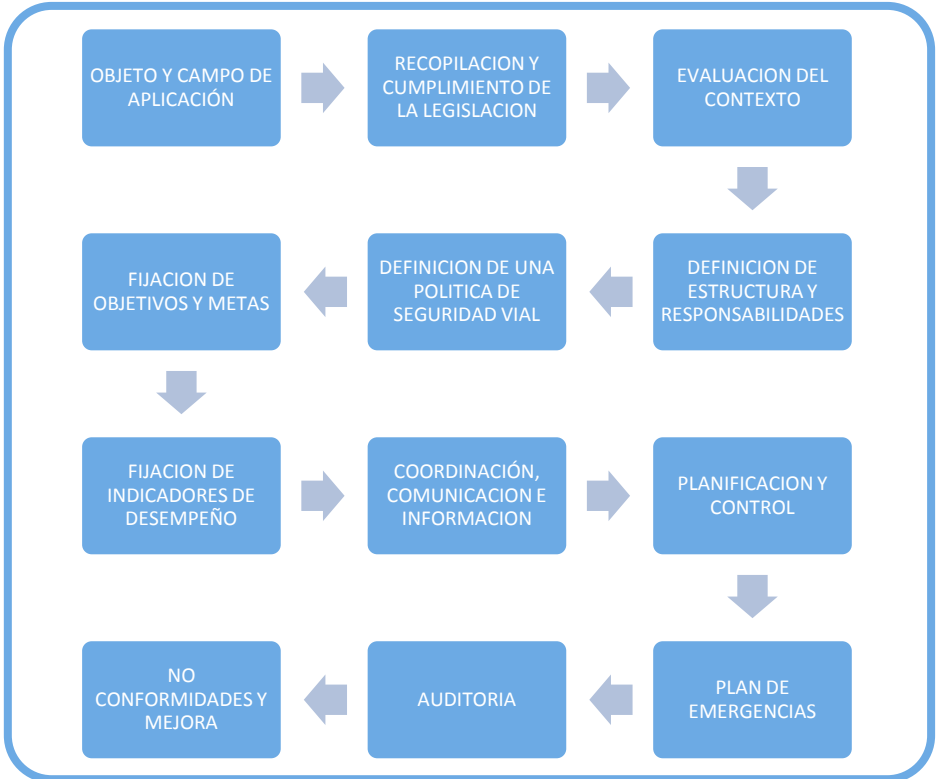 OBJETO Y CAMPO DE
APLICACIÓN
RECOPILACION Y
CUMPLIMIENTO DE
LA LEGISLACION
EVALUACION DEL
CONTEXTO
DEFINICION DE
ESTRUCTURA Y
RESPONSABILIDADES
DEFINICION DE UNA
POLITICA DE
SEGURIDAD VIAL
FIJACION DE
OBJETIVOS Y METAS
FIJACION DE
INDICADORES DE
DESEMPEÑO
COORDINACIÓN,
COMUNICACION E
INFORMACION
PLANIFICACION Y
CONTROL
PLAN DE
EMERGENCIAS
AUDITORIA
NO
CONFORMIDADES Y
MEJORA